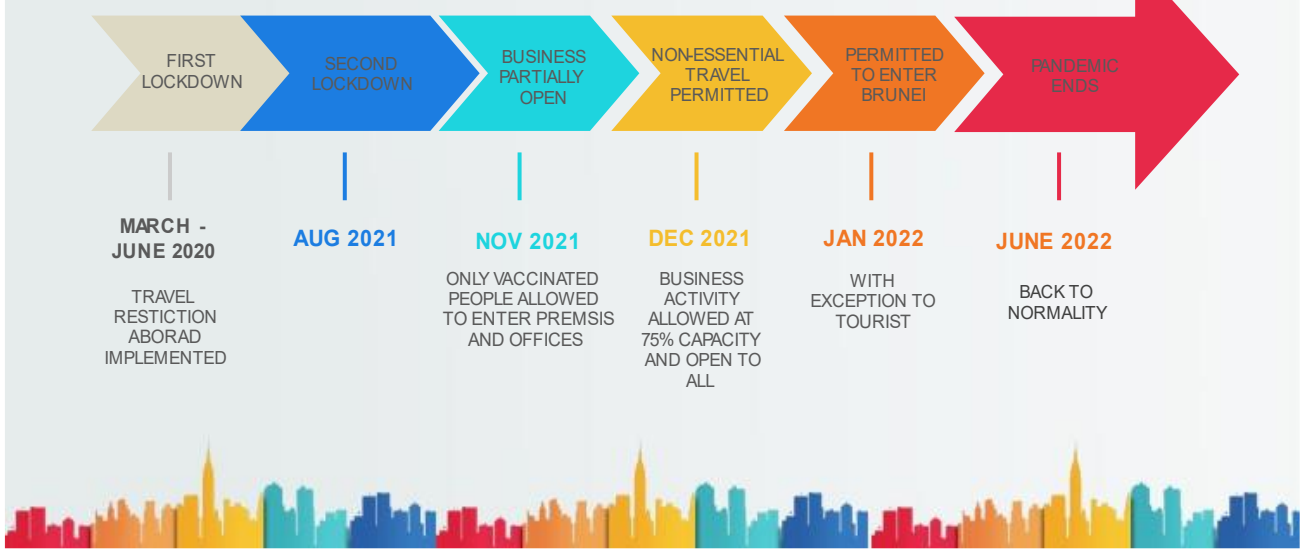 FIRST
LOCKDOWN
SECOND
LOCKDOWN
BUSINESS
PARTIALLY
OPEN
NON-ESSENTIAL
TRAVEL
PERMITTED
PERMITTED
TO ENTER
BRUNEI
PANDEMIC
ENDS
MARCH -
JUNE 2020
TRAVEL
RESTICTION
ABORAD
IMPLEMENTED
AUG 2021
NOV 2021
ONLY VACCINATED
PEOPLE ALLOWED
TO ENTER PREMSIS
AND OFFICES
DEC 2021
BUSINESS
ACTIVITY
ALLOWED AT
75% CAPACITY
AND OPEN TO
ALL
JAN 2022
WITH
EXCEPTION TO
TOURIST
JUNE 2022
BACK TO
NORMALITY